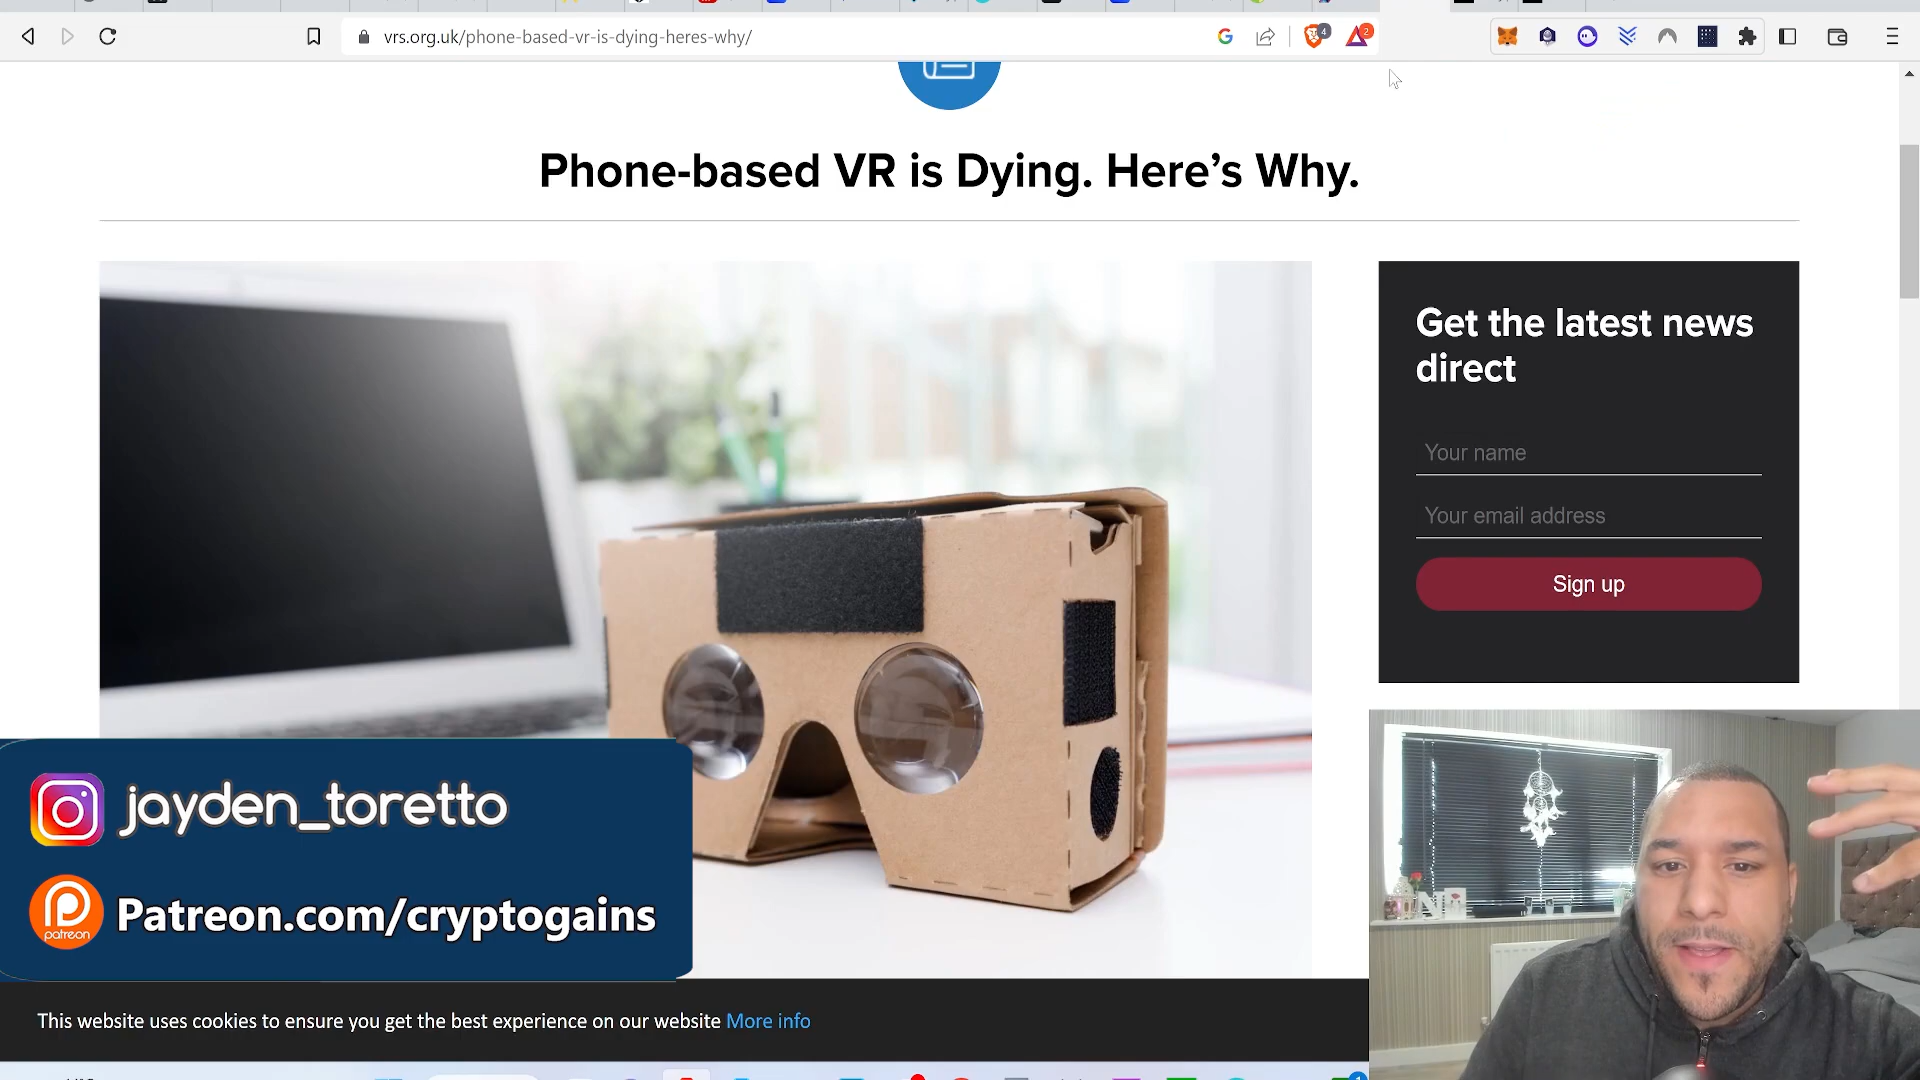 vrs.org.uk/phone-based-vr-is-dying-heres-why/
4
2
Phone-based VR is Dying. Here's Why.
Get the latest news
direct
Your name
Your email address
Sign up
jayden_toretto
patreon
Patreon.com/cryptogains
This website uses cookies to ensure you get the best experience on our website More info